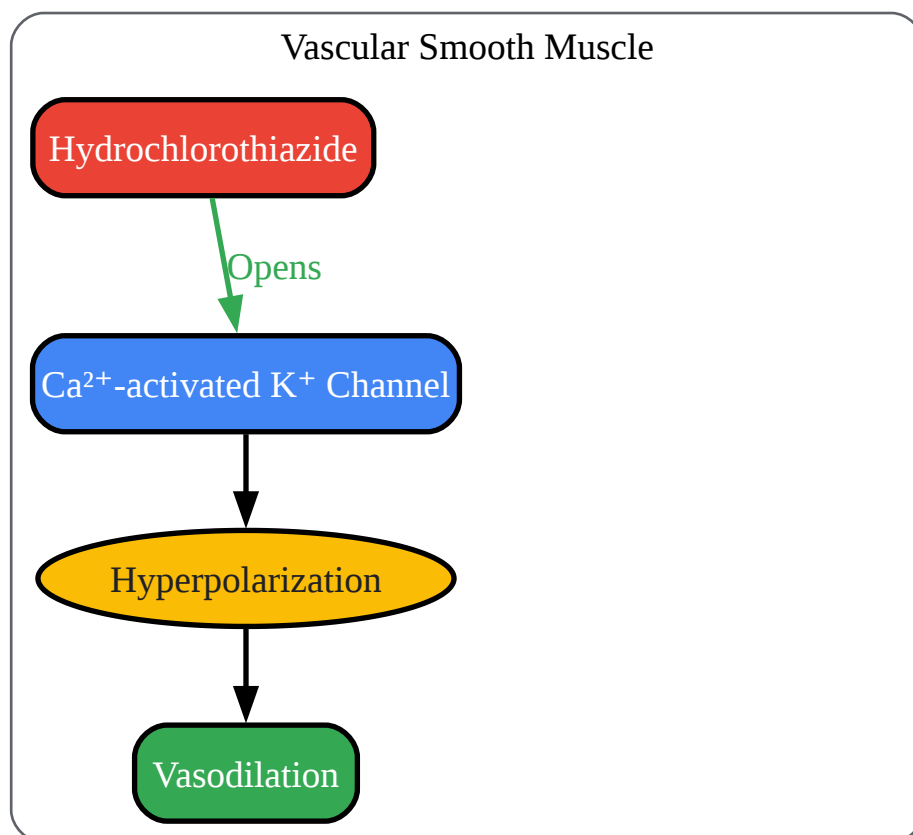 Vascular Smooth Muscle
Hydrochlorothiazide
Opens
Ca²⁺-activated K⁺ Channel
Hyperpolarization
Vasodilation